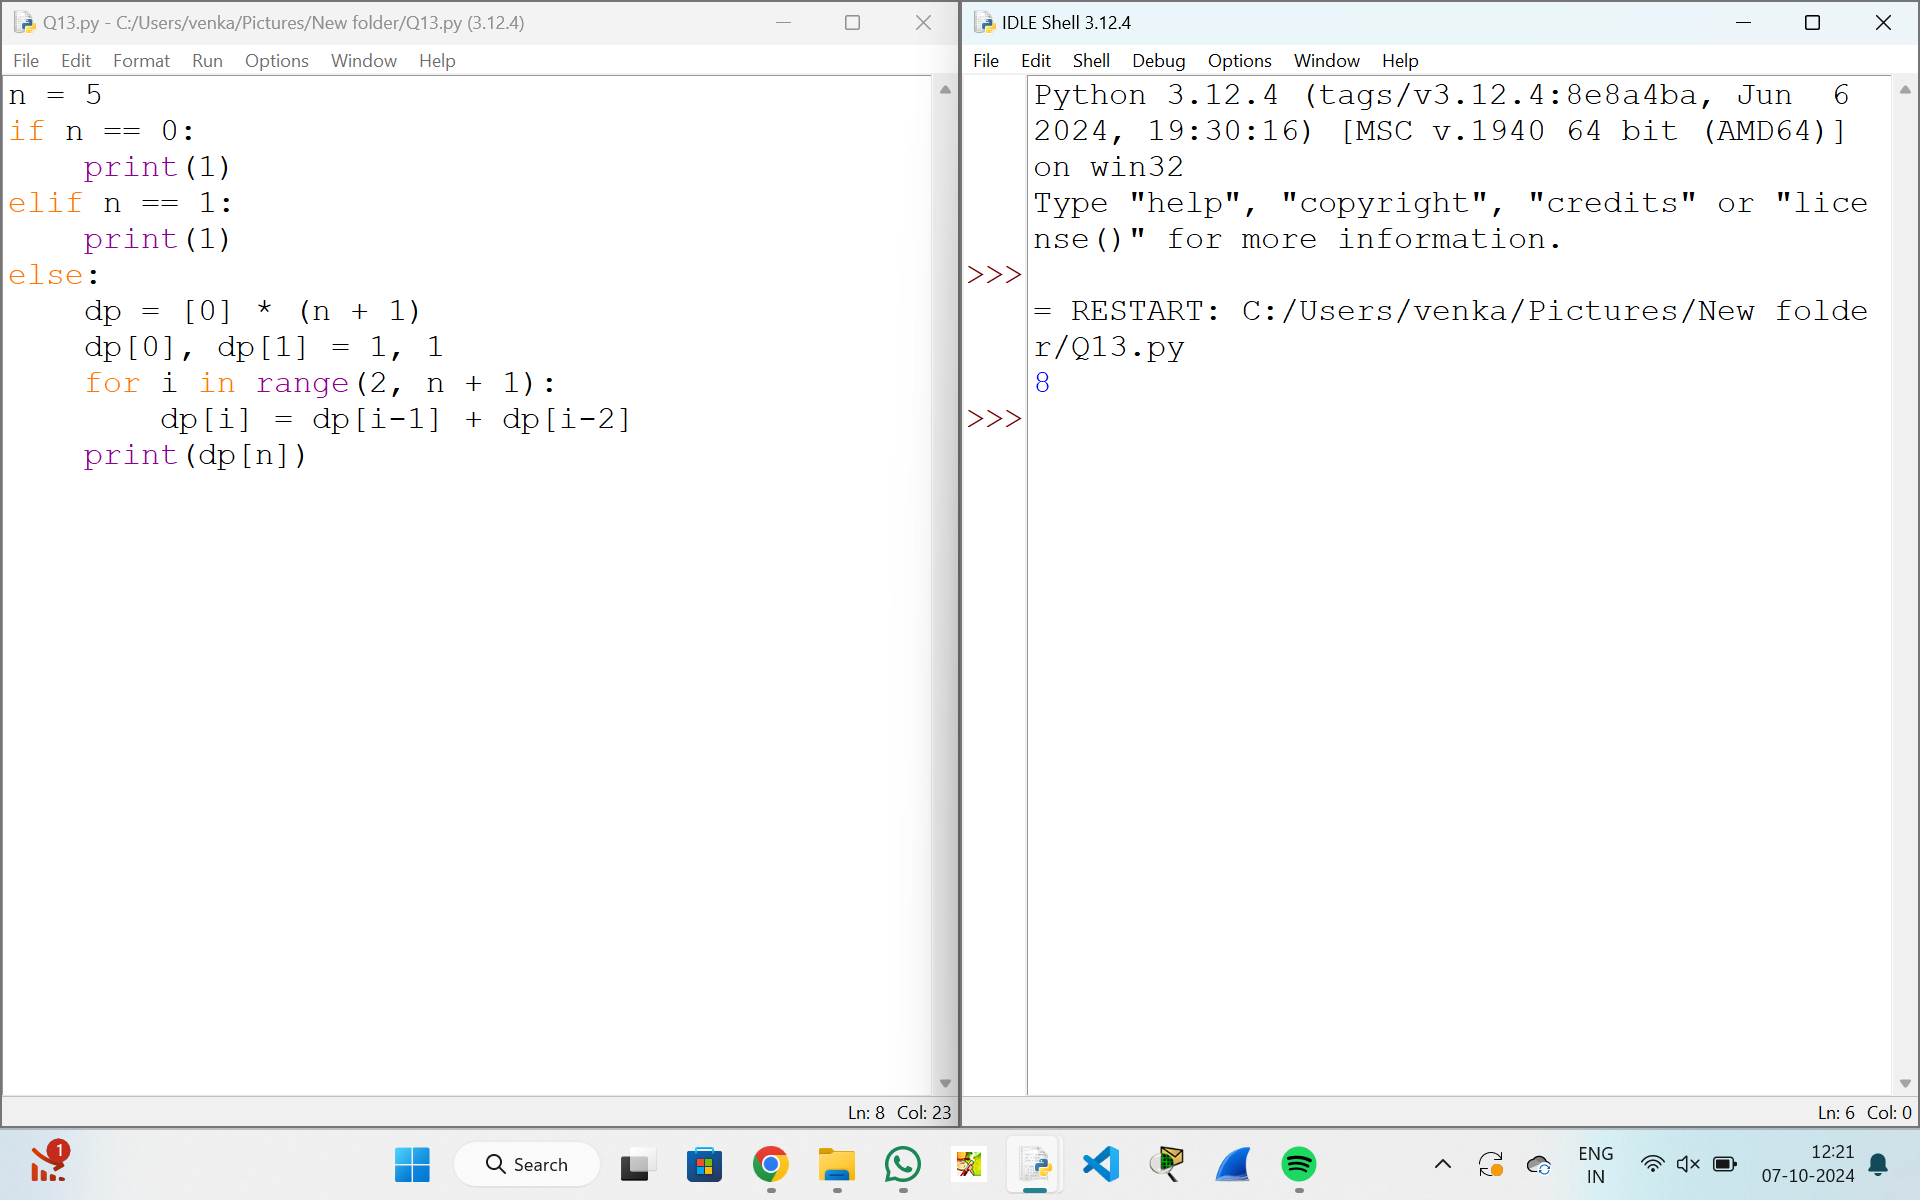 Q13.py - C:/Users/venka/Pictures/New folder/Q13.py (3.12.4)
File Edit Format Run Options Window Help
n = 5
if n == 0:
    print(1)
elif n == 1:
    print(1)
else:
    dp = [0] * (n + 1)
    dp[0], dp[1] = 1, 1
    for i in range(2, n + 1):
        dp[i] = dp[i-1] + dp[i-2]
    print(dp[n])
Ln: 8 Col: 23
IDLE Shell 3.12.4
File Edit Shell Debug Options Window Help
Python 3.12.4 (tags/v3.12.4:8e8a4ba, Jun  6
2024, 19:30:16) [MSC v.1940 64 bit (AMD64)]
on win32
Type "help", "copyright", "credits" or "lice
nse()" for more information.
>>>
= RESTART: C:/Users/venka/Pictures/New folde
r/Q13.py
8
>>>
Ln: 6 Col: 0
1
Search
ENG
IN
12:21
07-10-2024